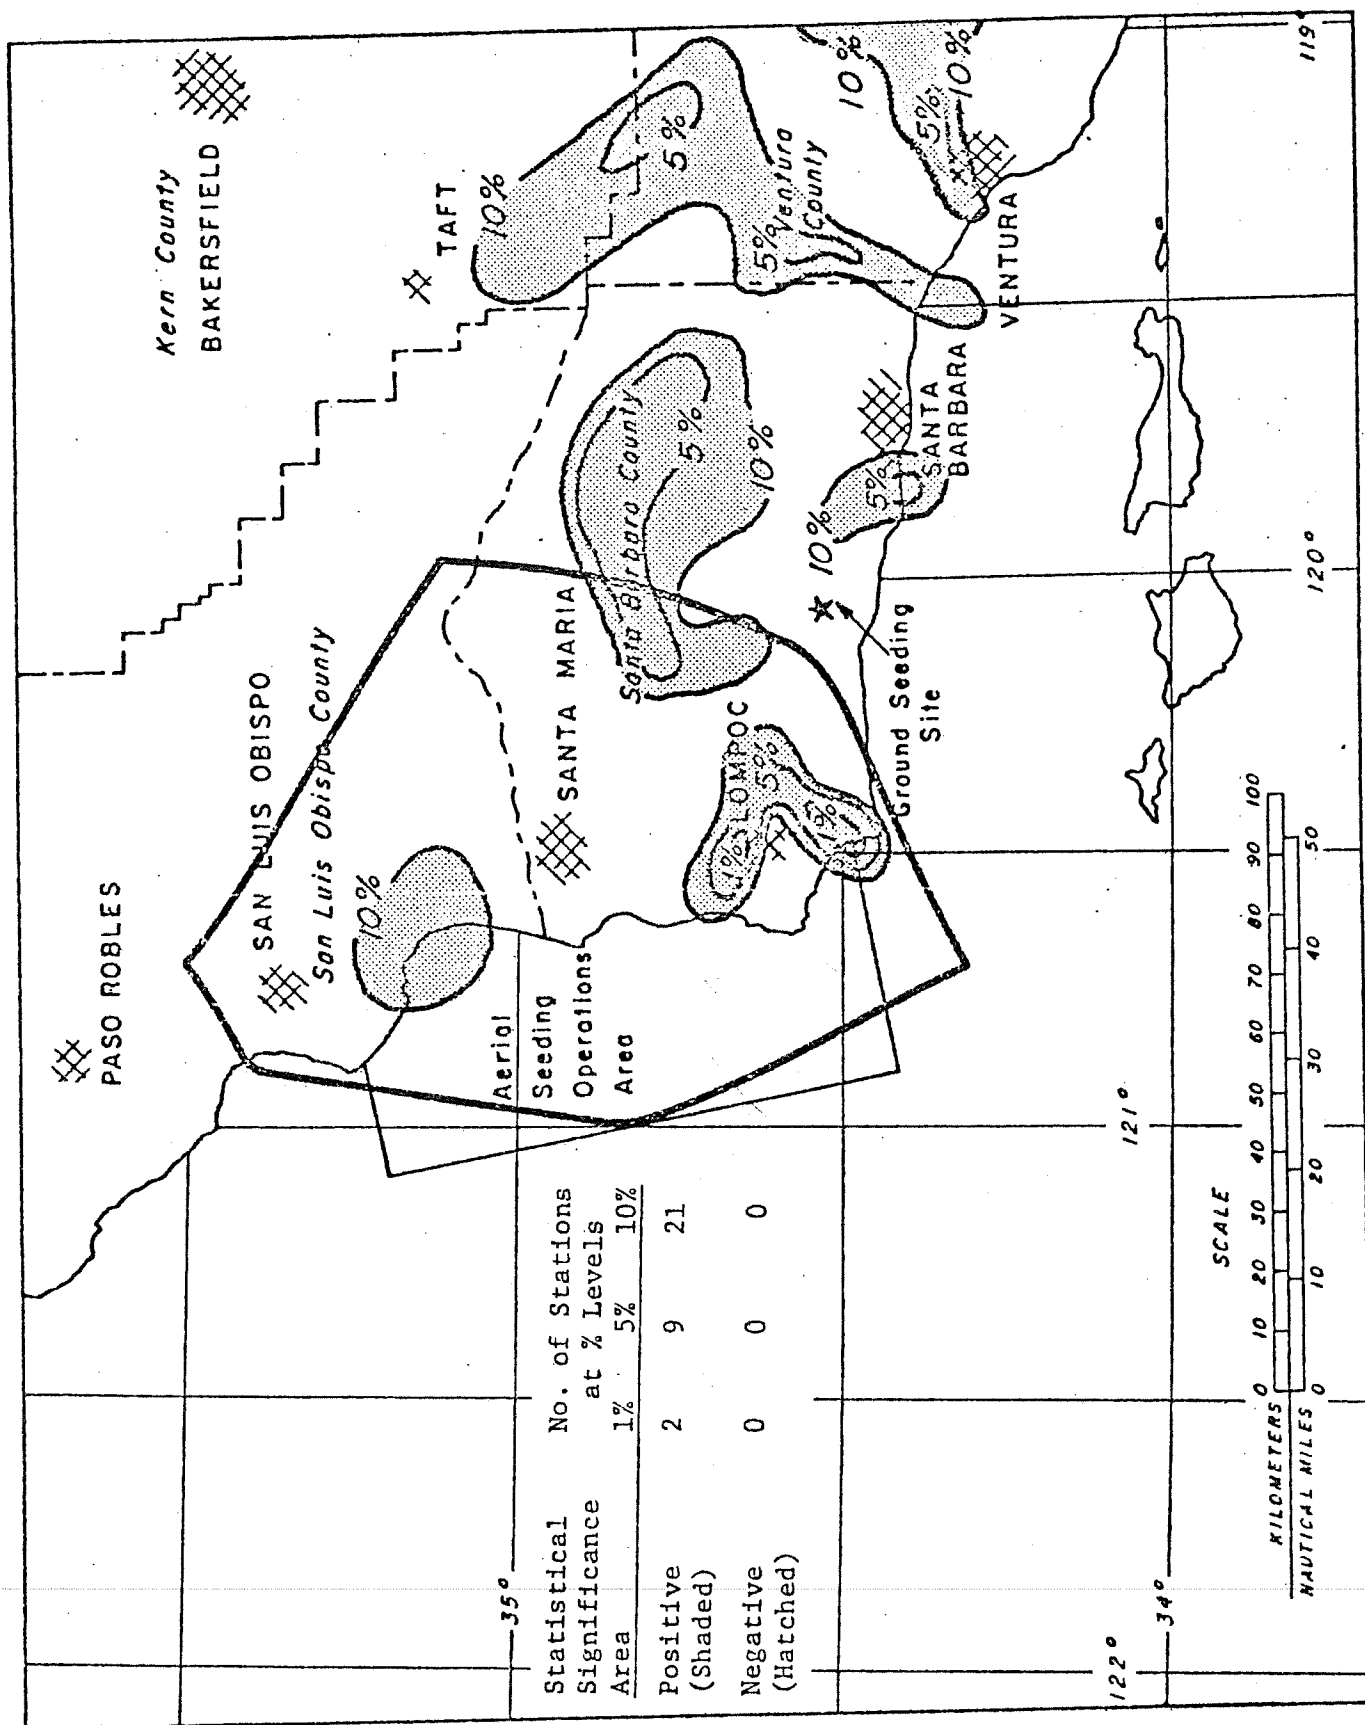 PASO ROBLES
Kern County
BAKERSFIELD
TAFT
10%
SAN LUIS OBISPO
San Luis Obispo County
10%
5%
10%
Ventura
County
5%
5%
10%
VENTURA
SANTA MARIA
Santa Barbara County
5%
10%
SANTA
BARBARA
5%
10%
LOMPOC
1%
5%
1%
Ground Seeding
Site
Aerial
Seeding
Operations
Area
35°
34°
122°
121°
120°
119°
Statistical No. of Stations
Significance at % Levels
Area 1% 5% 10%
Positive 2 9 21
(Shaded)
Negative 0 0 0
(Hatched)
SCALE
0 10 20 30 40 50 60 70 80 90 100
KILOMETERS
NAUTICAL MILES
0 10 20 30 40 50